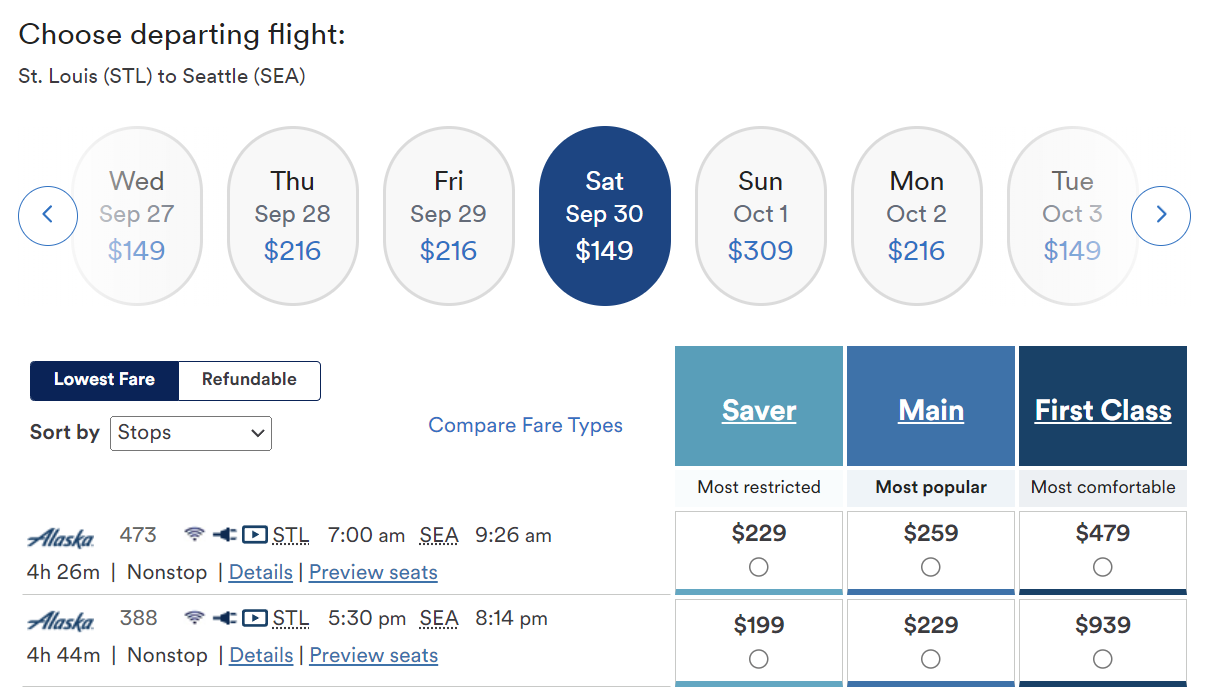 Choose departing flight:
St. Louis (STL) to Seattle (SEA)
Wed Thu Fri Sat Sun Mon Tue
Sep 27 Sep 28 Sep 29 Sep 30 Oct 1 Oct 2 Oct 3
$149 $216 $216 $149 $309 $216 $149
Lowest Fare Refundable
Sort by Stops Compare Fare Types
Saver Main First Class
Most restricted Most popular Most comfortable
Alaska 473 STL 7:00 am SEA 9:26 am $229 $259 $479
4h 26m | Nonstop | Details | Preview seats
Alaska 388 STL 5:30 pm SEA 8:14 pm $199 $229 $939
4h 44m | Nonstop | Details | Preview seats